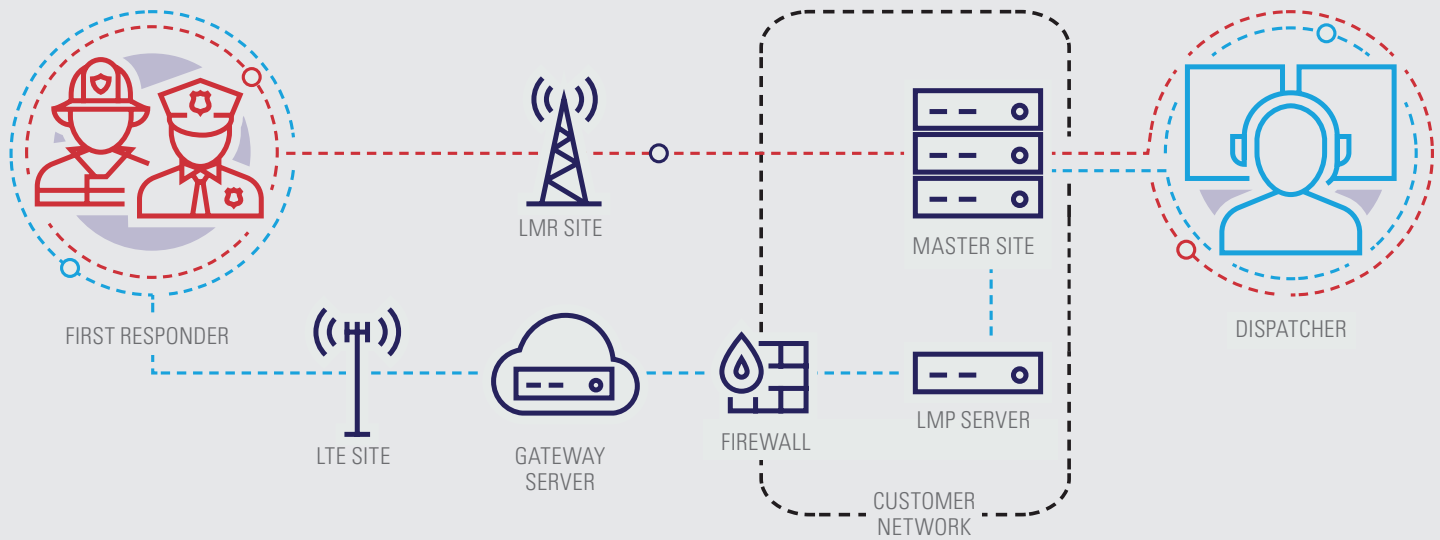 LMR SITE
MASTER SITE
FIRST RESPONDER
DISPATCHER
LTE SITE
GATEWAY
SERVER
FIREWALL
LMP SERVER
CUSTOMER
NETWORK